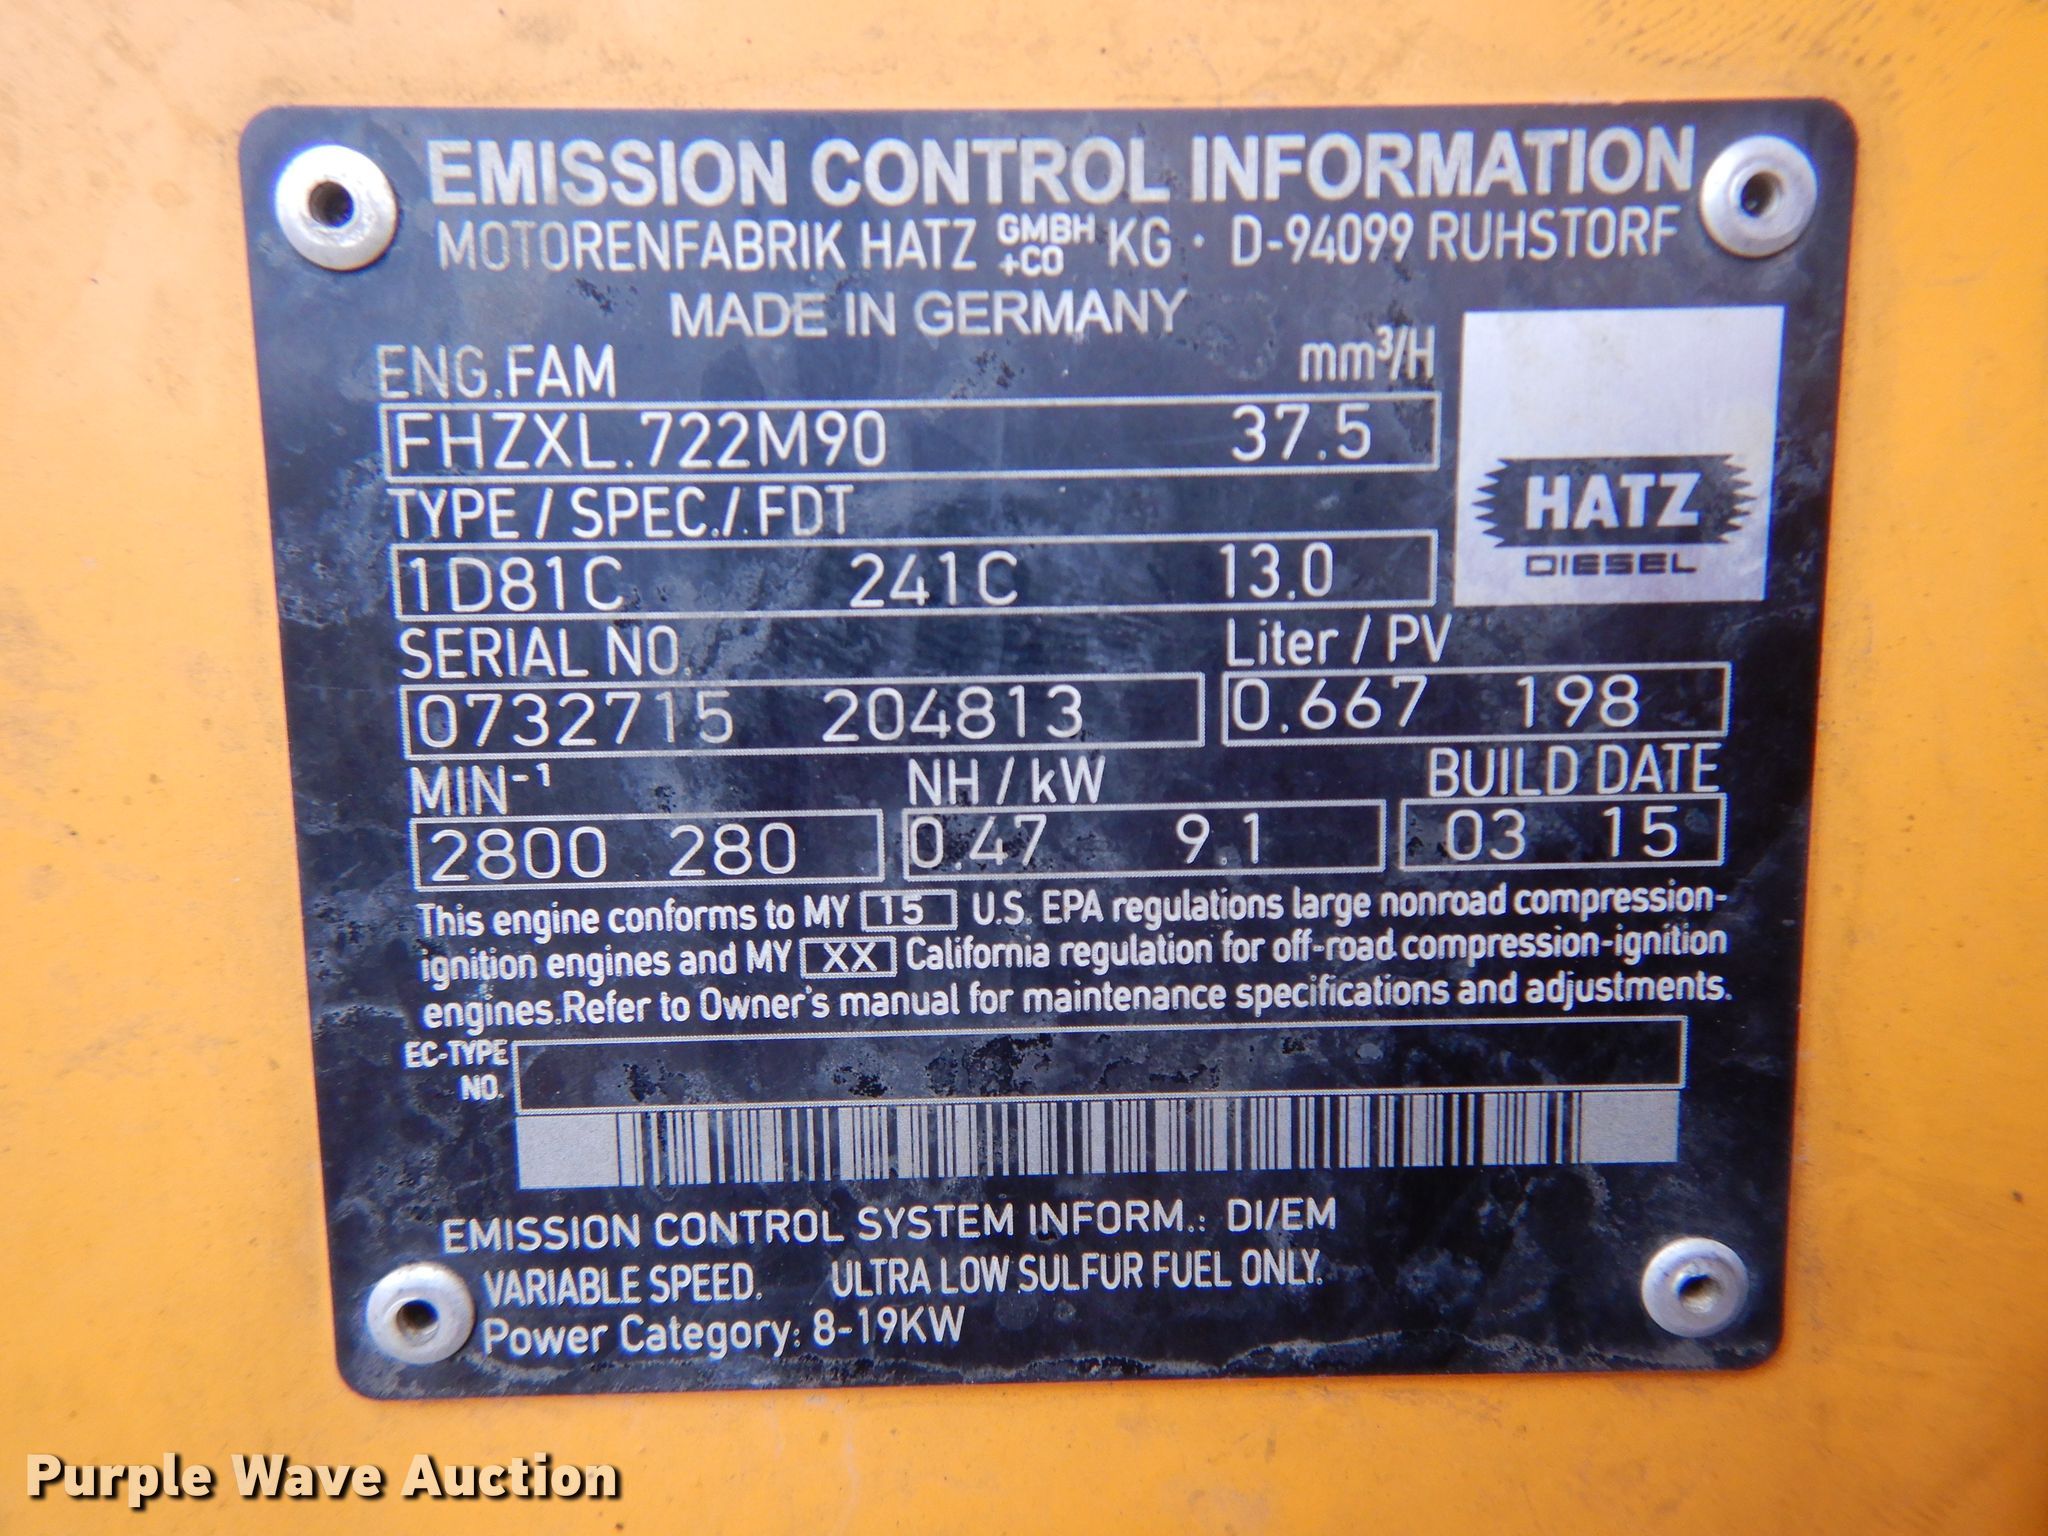 EMISSION CONTROL INFORMATION
MOTORENFABRIK HATZ GMBH +CO KG · D-94099 RUHSTORF
MADE IN GERMANY
ENG.FAM mm³/H
FHZXL.722M90 37.5
TYPE / SPEC./. FDT
1D81C 241C 13.0
HATZ
DIESEL
SERIAL NO. Liter / PV
0732715 204813 0.667 198
MIN⁻¹ NH / kW BUILD DATE
2800 280 0.47 9.1 03 15
This engine conforms to MY 15 U.S. EPA regulations large nonroad compression-
ignition engines and MY XX California regulation for off-road compression-ignition
engines.Refer to Owner's manual for maintenance specifications and adjustments.
EC-TYPE
NO.
EMISSION CONTROL SYSTEM INFORM.: DI/EM
VARIABLE SPEED. ULTRA LOW SULFUR FUEL ONLY.
Power Category: 8-19KW
Purple Wave Auction